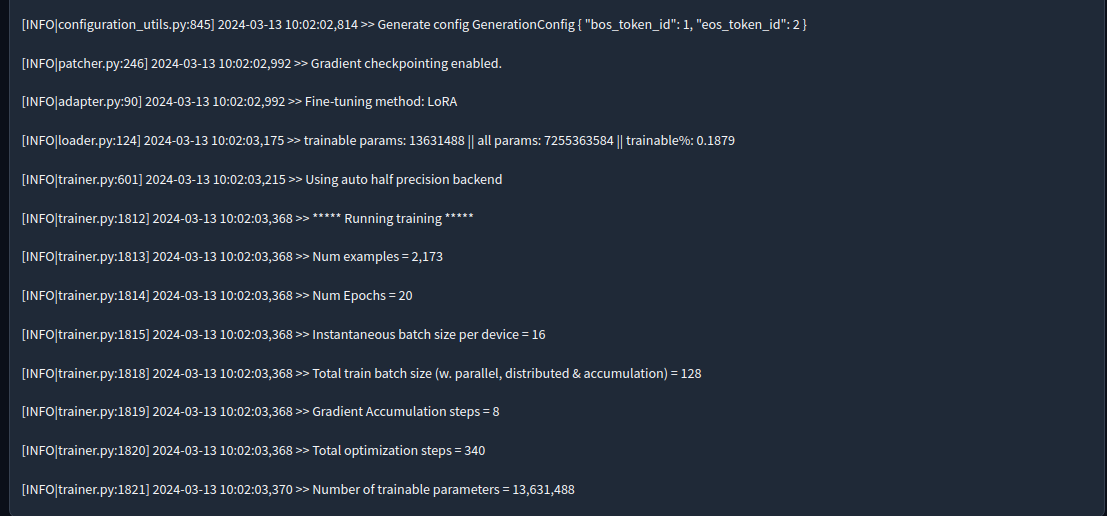 [INFO|configuration_utils.py:845] 2024-03-13 10:02:02,814 >> Generate config GenerationConfig { "bos_token_id": 1, "eos_token_id": 2 }
[INFO|patcher.py:246] 2024-03-13 10:02:02,992 >> Gradient checkpointing enabled.
[INFO|adapter.py:90] 2024-03-13 10:02:02,992 >> Fine-tuning method: LoRA
[INFO|loader.py:124] 2024-03-13 10:02:03,175 >> trainable params: 13631488 || all params: 7255363584 || trainable%: 0.1879
[INFO|trainer.py:601] 2024-03-13 10:02:03,215 >> Using auto half precision backend
[INFO|trainer.py:1812] 2024-03-13 10:02:03,368 >> ***** Running training *****
[INFO|trainer.py:1813] 2024-03-13 10:02:03,368 >> Num examples = 2,173
[INFO|trainer.py:1814] 2024-03-13 10:02:03,368 >> Num Epochs = 20
[INFO|trainer.py:1815] 2024-03-13 10:02:03,368 >> Instantaneous batch size per device = 16
[INFO|trainer.py:1818] 2024-03-13 10:02:03,368 >> Total train batch size (w. parallel, distributed & accumulation) = 128
[INFO|trainer.py:1819] 2024-03-13 10:02:03,368 >> Gradient Accumulation steps = 8
[INFO|trainer.py:1820] 2024-03-13 10:02:03,368 >> Total optimization steps = 340
[INFO|trainer.py:1821] 2024-03-13 10:02:03,370 >> Number of trainable parameters = 13,631,488